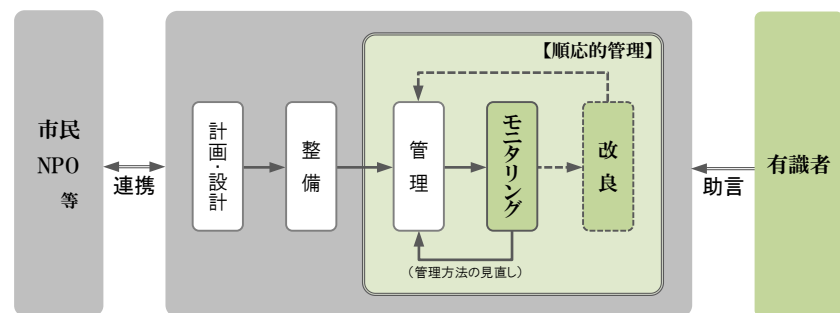 市民
NPO
等
連携
計画・設計
整備
【順応的管理】
管理
モニタリング
改良
（管理方法の見直し）
助言
有識者